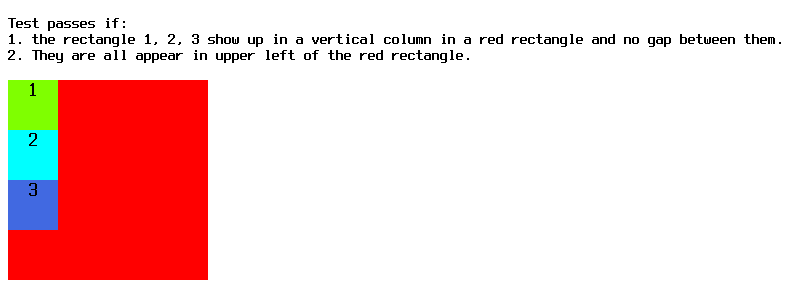 Test passes if:
1. the rectangle 1, 2, 3 show up in a vertical column in a red rectangle and no gap between them.
2. They are all appear in upper left of the red rectangle.
1
2
3